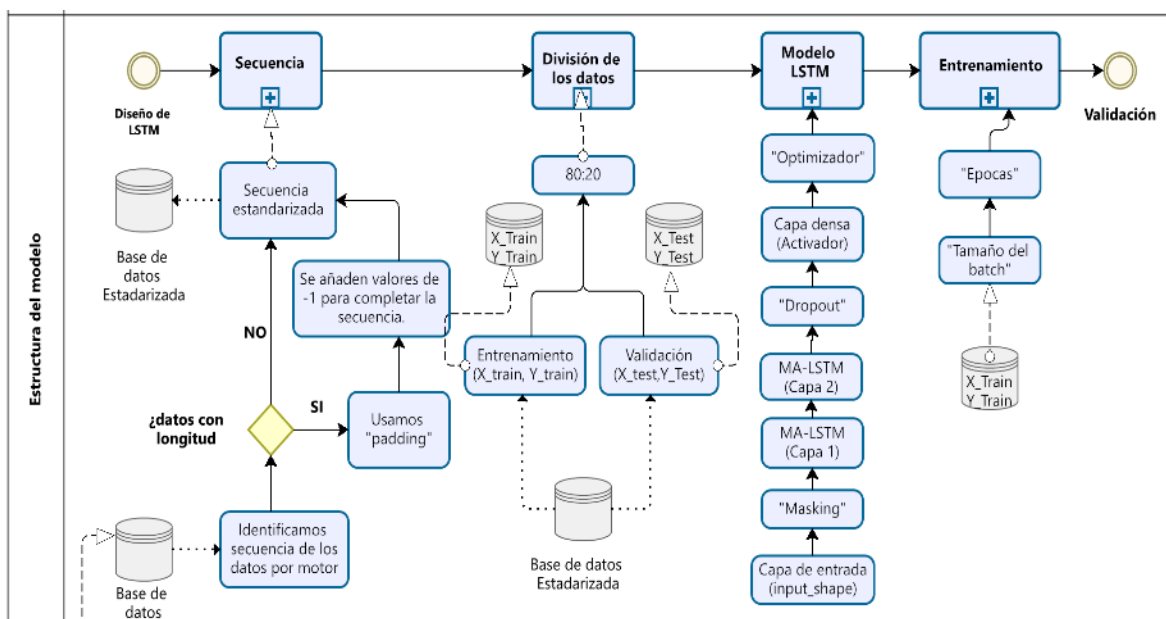 Estructura del modelo
Diseño de
LSTM
Secuencia
División de
los datos
Modelo
LSTM
Entrenamiento
Validación
Secuencia
estandarizada
Base de
datos
Estadarizada
NO
Se añaden valores de
-1 para completar la
secuencia.
¿datos con
longitud
SI
Usamos
"padding"
Identificamos
secuencia de los
datos por motor
Base de
datos
80:20
X_Train
Y_Train
X_Test
Y_Test
Entrenamiento
(X_train, Y_train)
Validación
(X_test,Y_Test)
Base de datos
Estadarizada
"Optimizador"
Capa densa
(Activador)
"Dropout"
MA-LSTM
(Capa 2)
MA-LSTM
(Capa 1)
"Masking"
Capa de entrada
(input_shape)
"Epocas"
"Tamaño del
batch"
X_Train
Y_Train